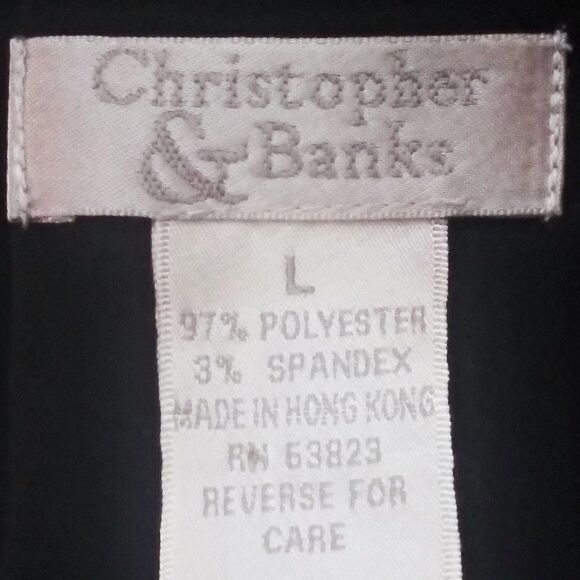 Christopher
& Banks
L
97% POLYESTER
3% SPANDEX
MADE IN HONG KONG
RN 63823
REVERSE FOR
CARE